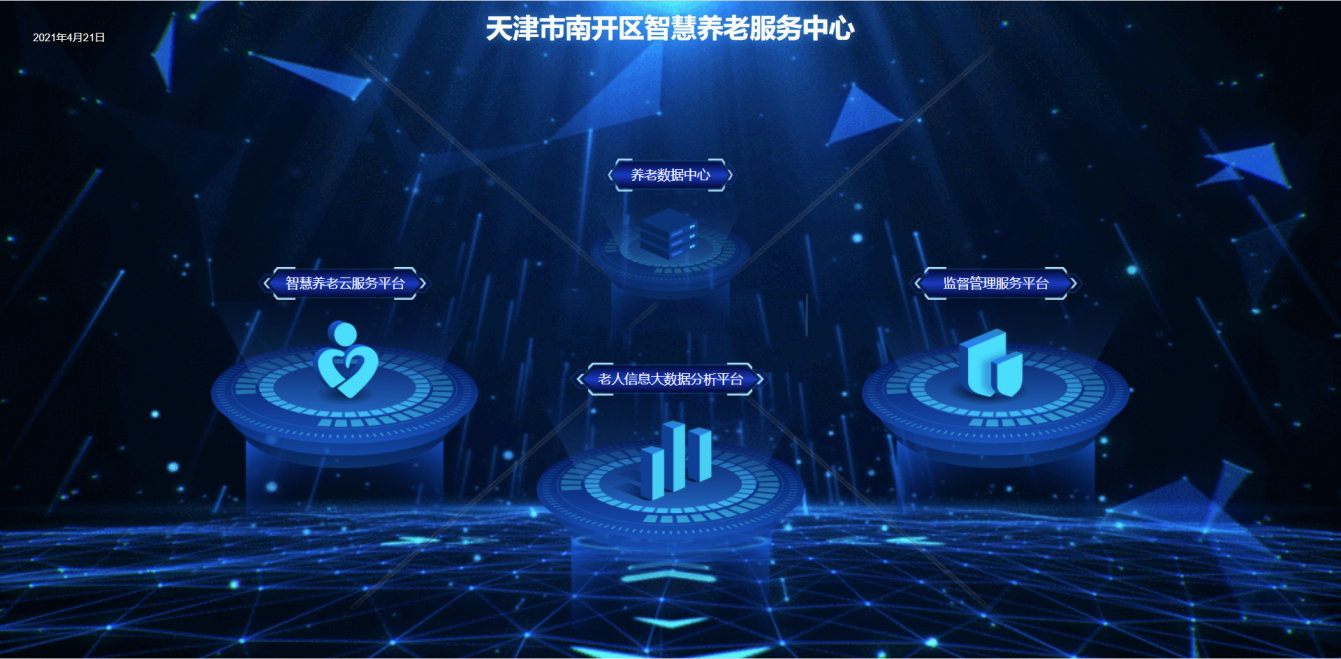 天津市南开区智慧养老服务中心
2021年4月21日
养老数据中心
智慧养老云服务平台
监督管理服务平台
老人信息大数据分析平台